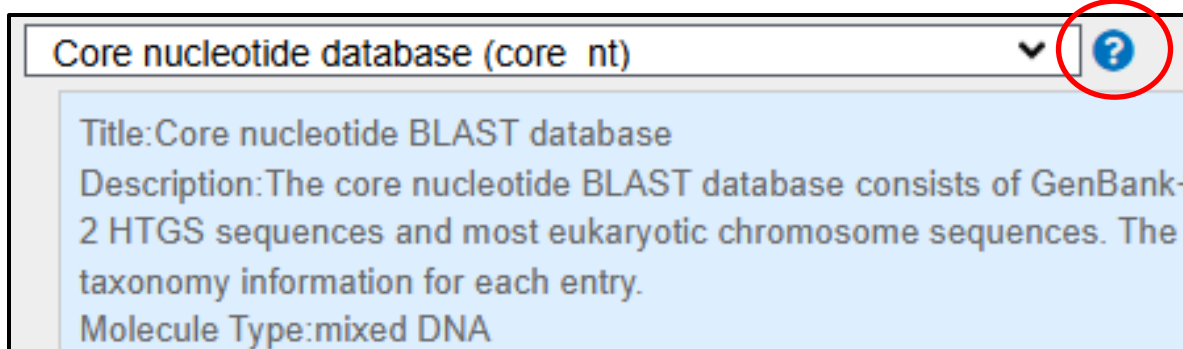 Core nucleotide database (core_nt)
?
Title:Core nucleotide BLAST database
Description:The core nucleotide BLAST database consists of GenBank+
2 HTGS sequences and most eukaryotic chromosome sequences. The
taxonomy information for each entry.
Molecule Type:mixed DNA